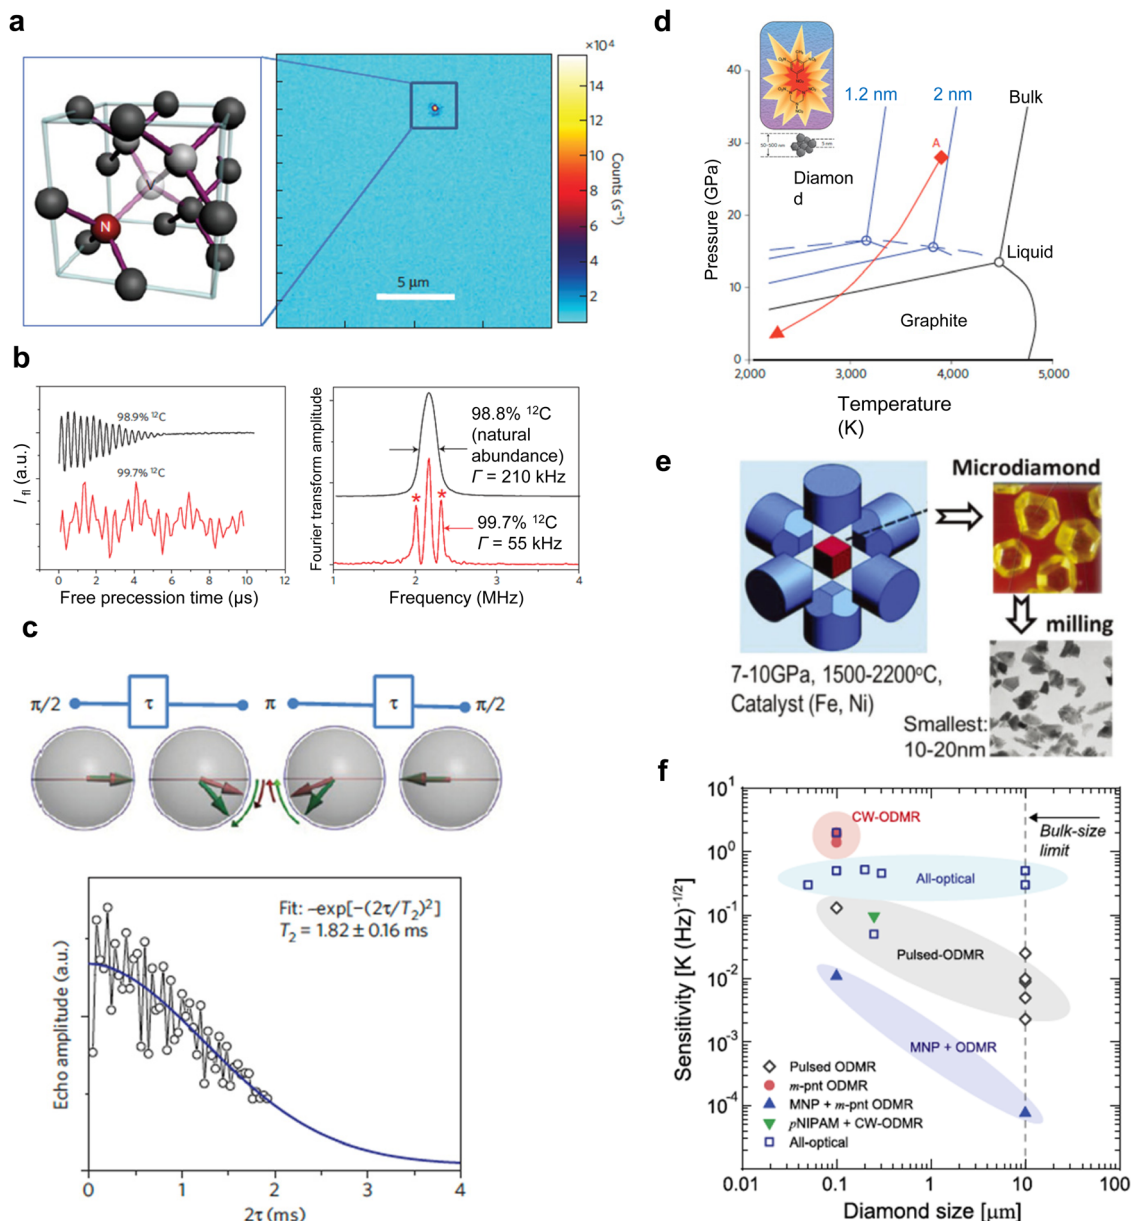 a
N
V
5 µm
×10⁴
16
14
12
10
8
6
4
2
Counts (s⁻¹)
b
98.9% ¹²C
99.7% ¹²C
I fl (a.u.)
0
2
4
6
8
10
12
Free precession time (µs)
Fourier transform amplitude
98.8% ¹²C
(natural
abundance)
Γ = 210 kHz
*
*
99.7% ¹²C
Γ = 55 kHz
1
2
3
4
Frequency (MHz)
c
π/2
τ
π
τ
π/2
Fit: –exp[–(2τ/T₂)²]
T₂ = 1.82 ± 0.16 ms
Echo amplitude (a.u.)
0
1
2
3
4
2τ (ms)
d
40
30
20
10
0
Pressure (GPa)
1.2 nm
2 nm
Bulk
A
Diamon
d
Liquid
Graphite
2,000
3,000
4,000
5,000
Temperature
(K)
e
Microdiamond
milling
7-10GPa, 1500-2200ºC,
Catalyst (Fe, Ni)
Smallest:
10-20nm
f
10¹
10⁰
10⁻¹
10⁻²
10⁻³
10⁻⁴
Sensitivity [K (Hz)⁻¹ᐟ²]
CW-ODMR
Bulk-size
limit
All-optical
Pulsed-ODMR
MNP + ODMR
Pulsed ODMR
m-pnt ODMR
MNP + m-pnt ODMR
pNIPAM + CW-ODMR
All-optical
0.01
0.1
1
10
100
Diamond size [µm]